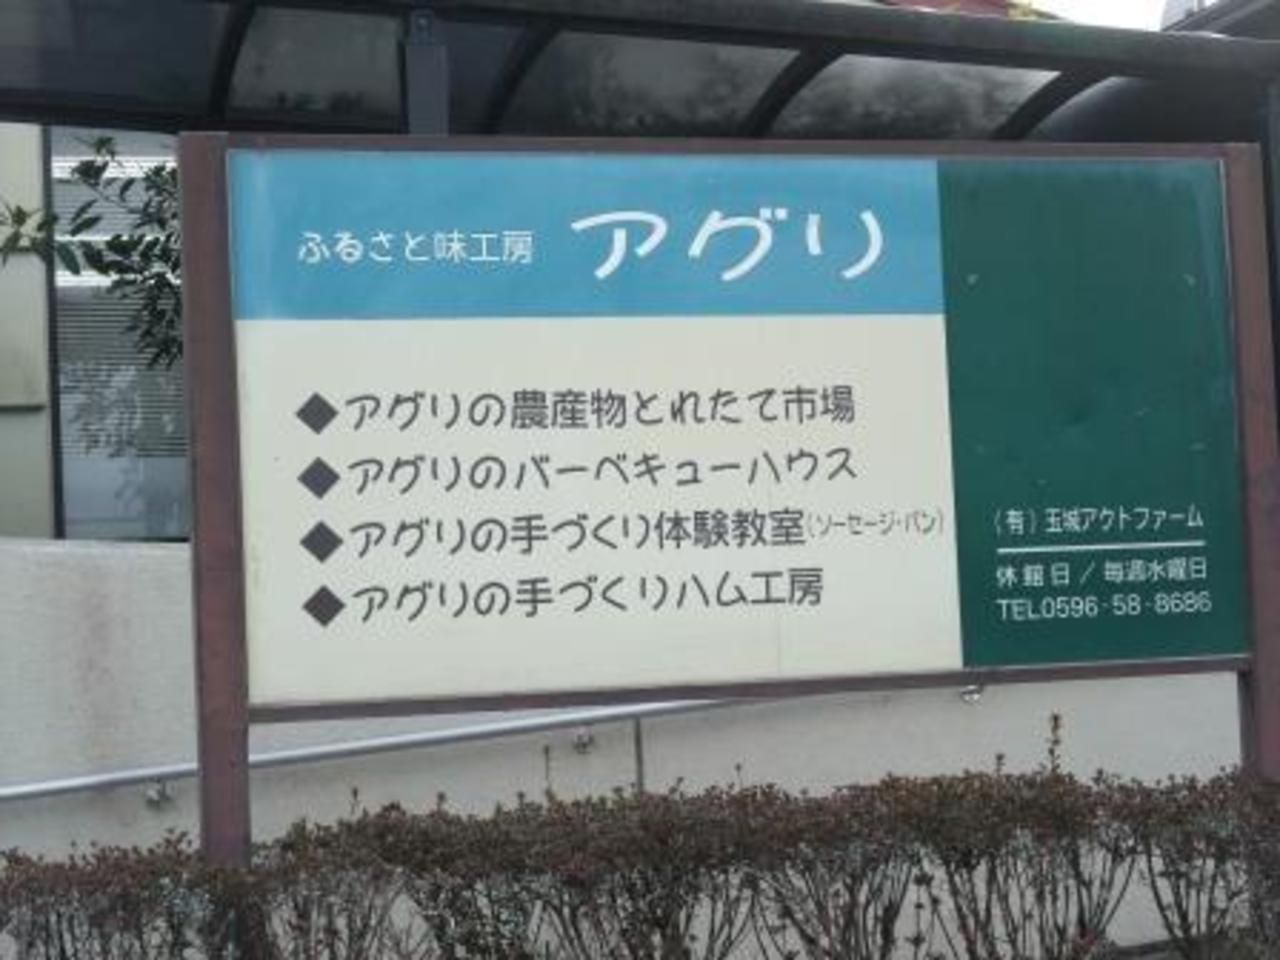 ふるさと味工房 アグリ
◆アグリの農産物とれたて市場
◆アグリのバーベキューハウス
◆アグリの手づくり体験教室(ソーセージ・パン)
◆アグリの手づくりハム工房
(有)玉城アクトファーム
休館日/毎週水曜日
TEL0596-58-8686